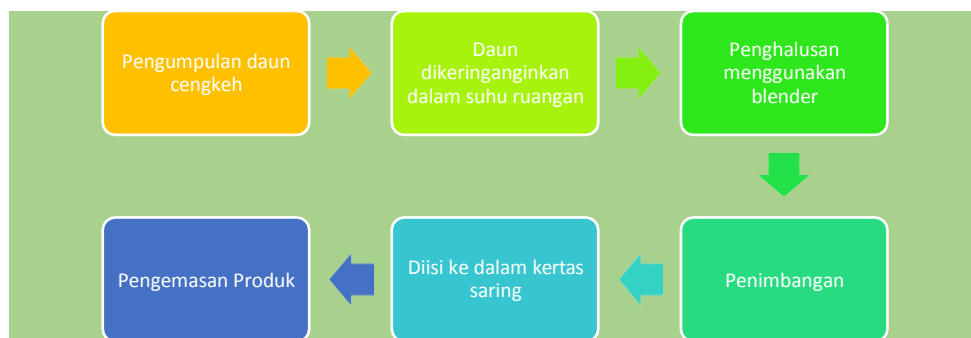 Pengumpulan daun
cengkeh
Daun
dikeringanginkan
dalam suhu ruangan
Penghalusan
menggunakan
blender
Penimbangan
Diisi ke dalam kertas
saring
Pengemasan Produk